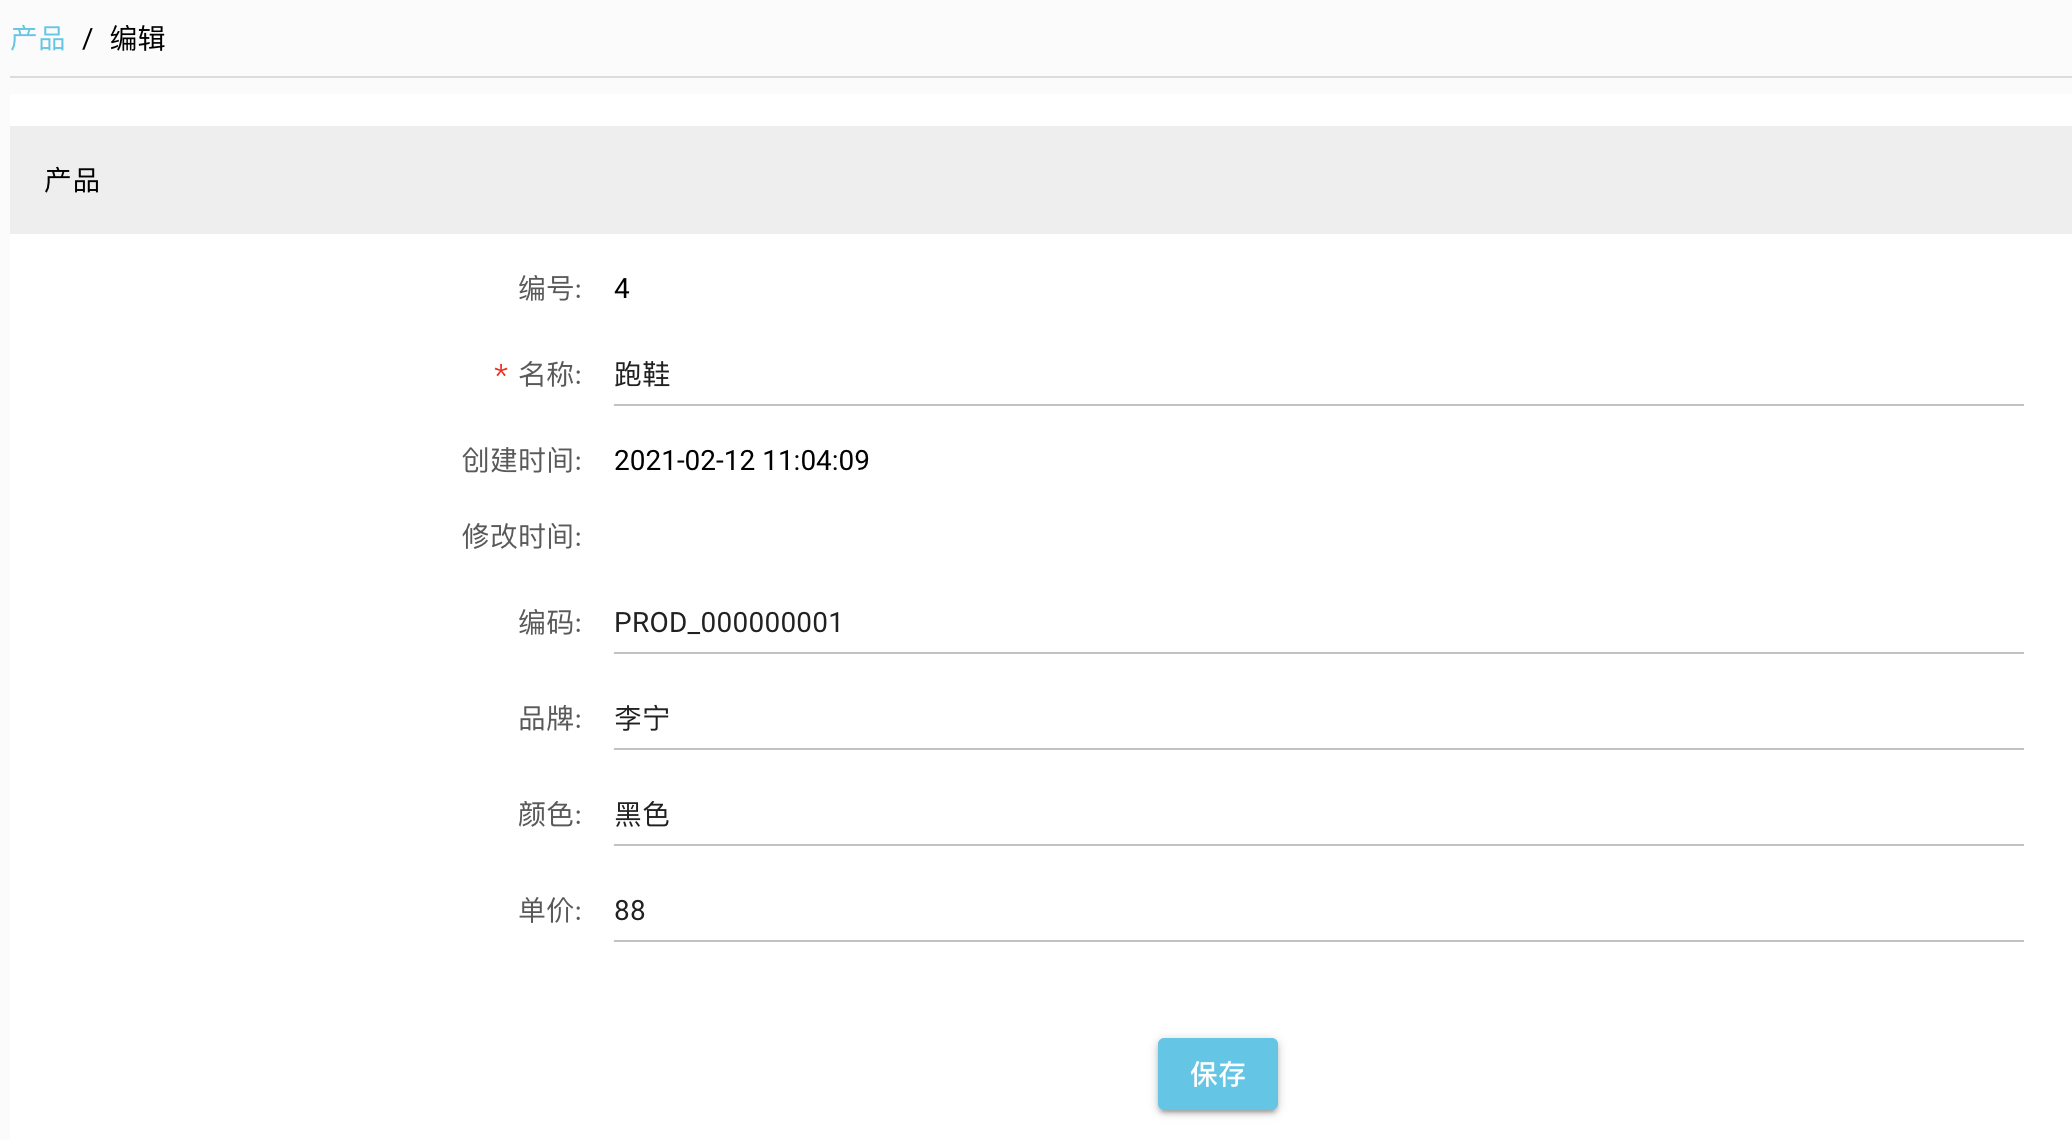 产品 / 编辑
产品
编号: 4
* 名称: 跑鞋
创建时间: 2021-02-12 11:04:09
修改时间:
编码: PROD_000000001
品牌: 李宁
颜色: 黑色
单价: 88
保存